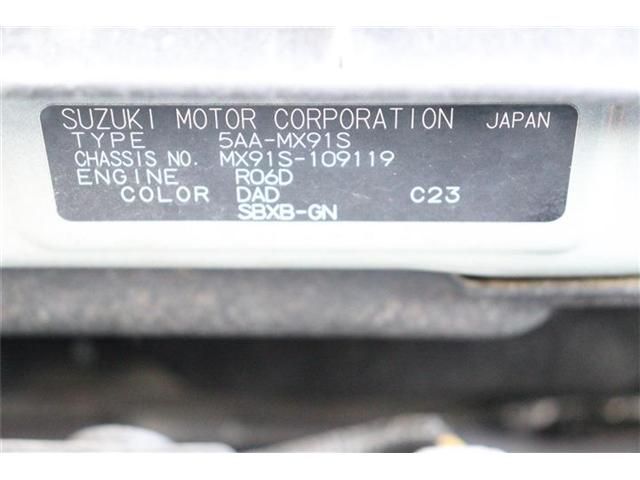 SUZUKI MOTOR CORPORATION JAPAN
TYPE 5AA-MX91S
CHASSIS NO. MX91S-109119
ENGINE R06D
COLOR DAD C23
SBXB-GN